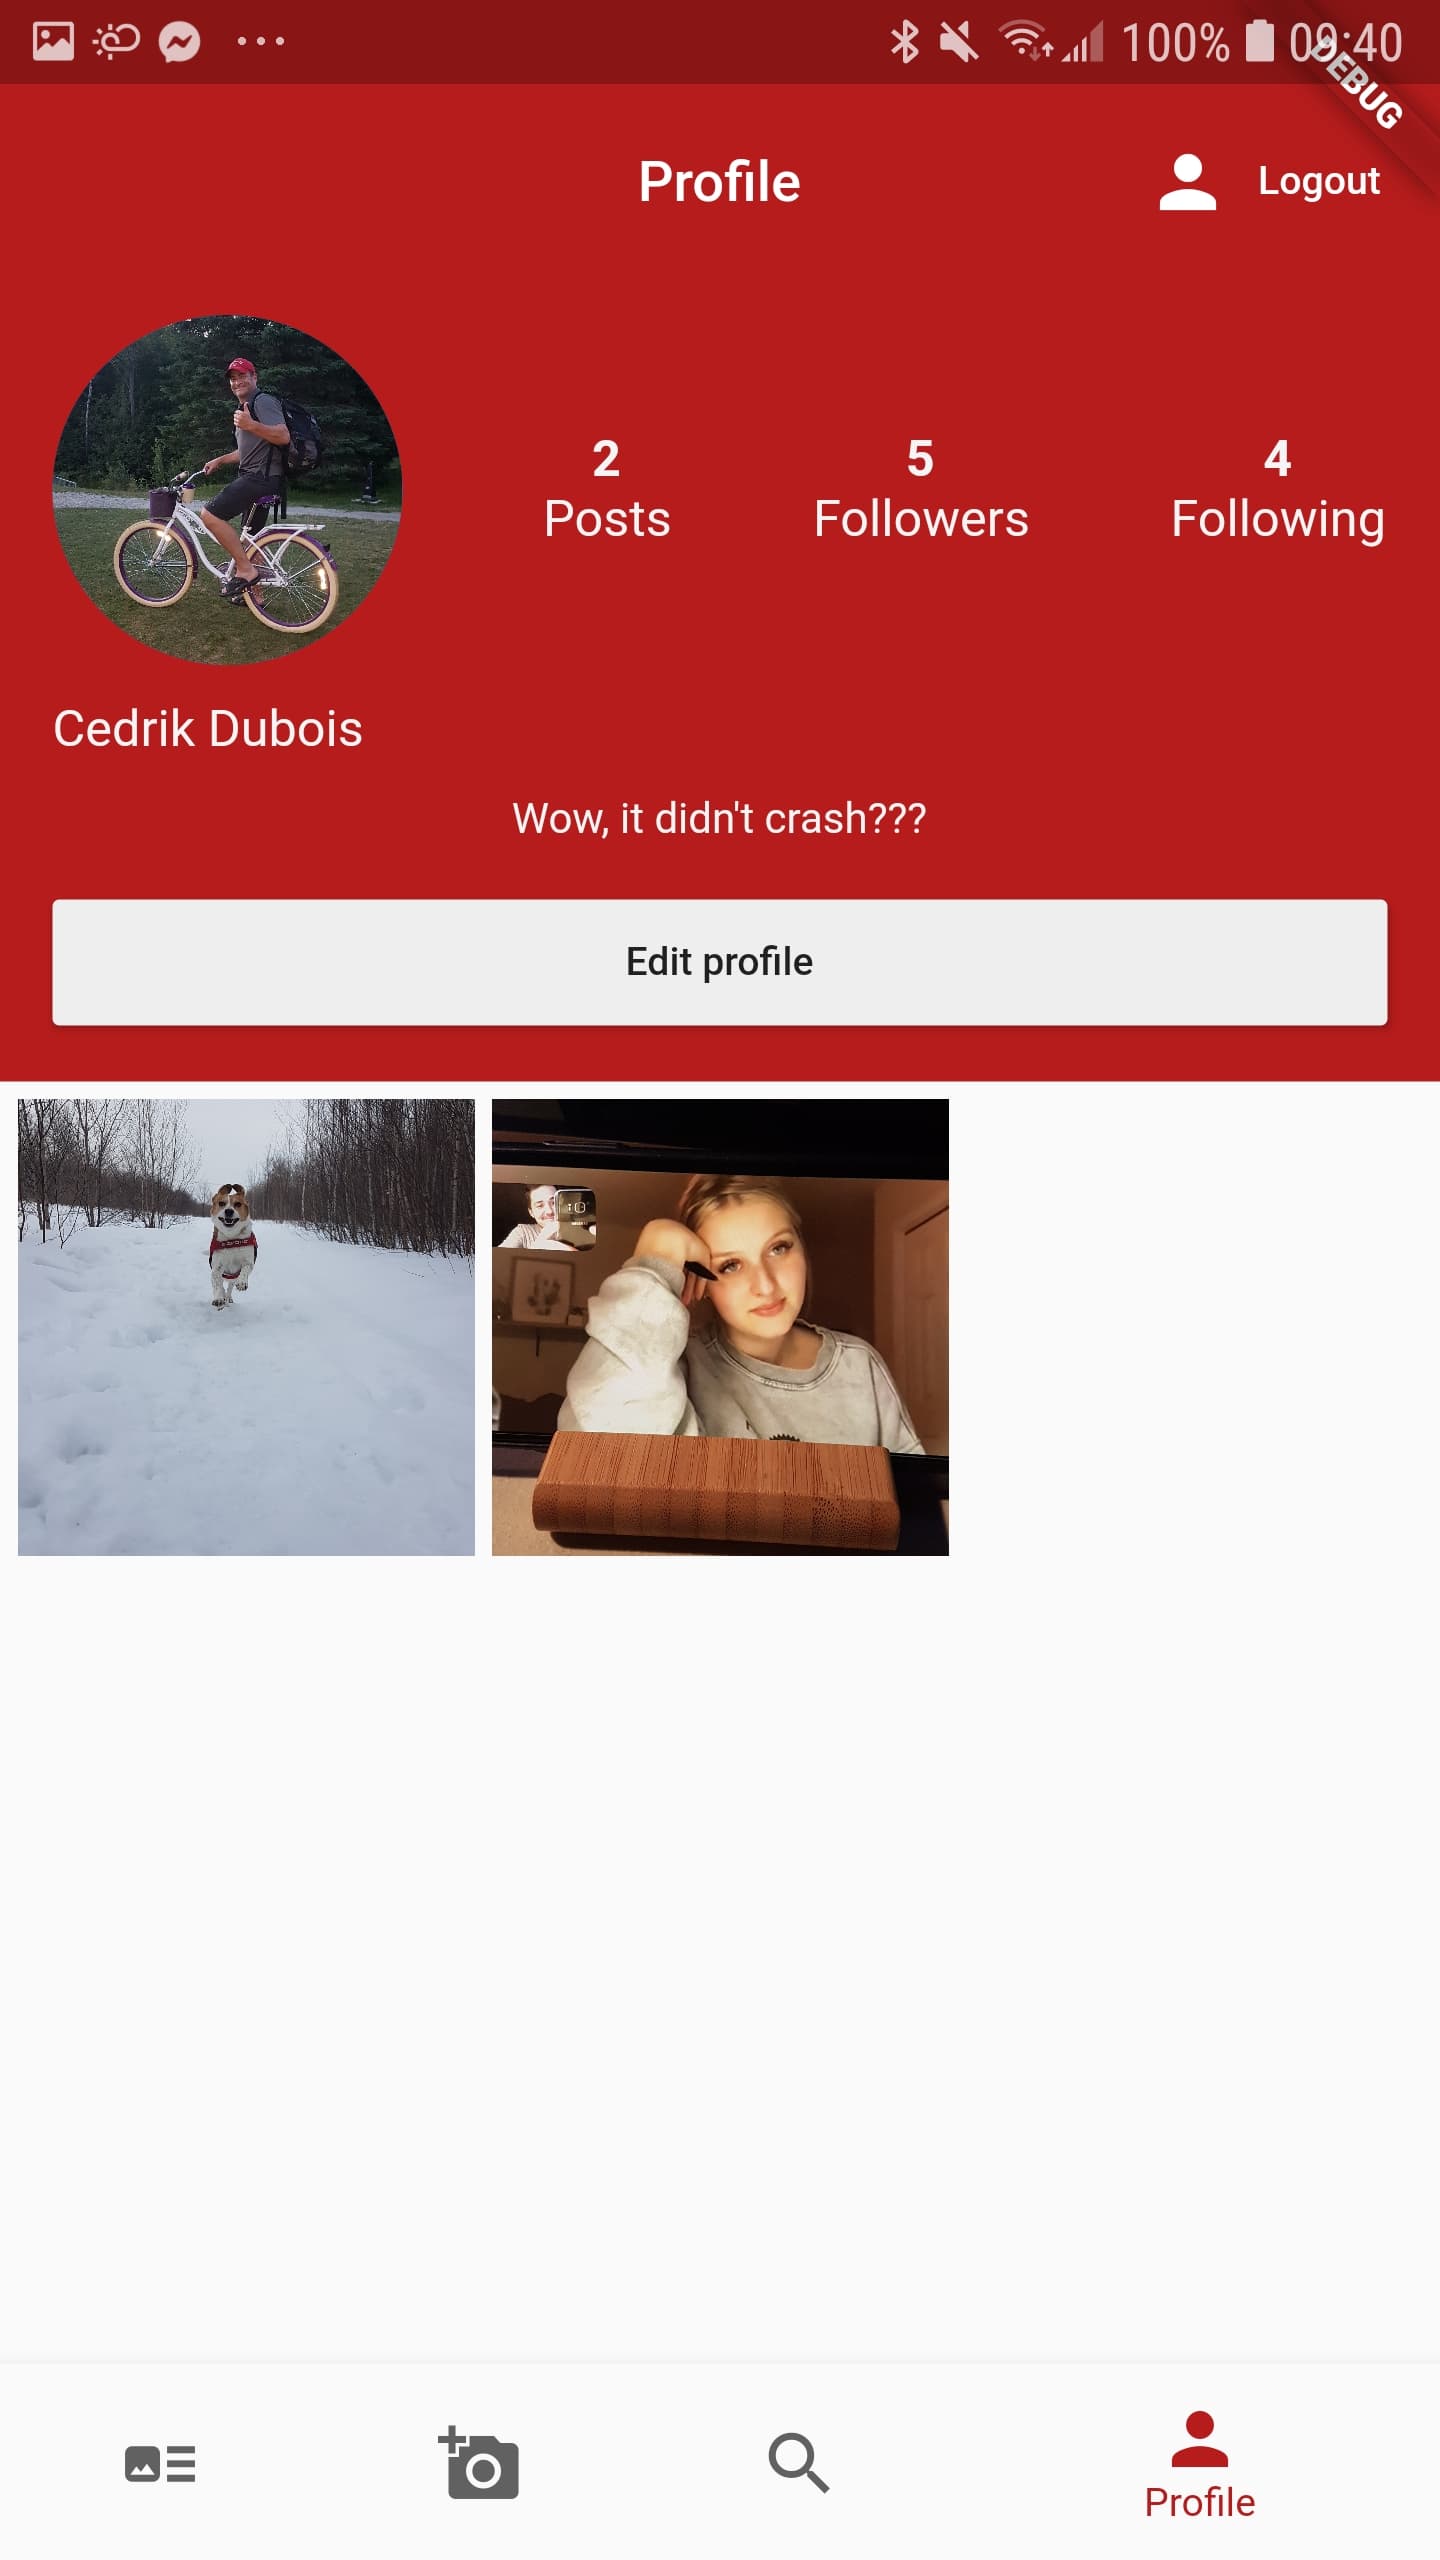 100% 09:40
DEBUG
Profile
Logout
2
Posts
5
Followers
4
Following
Cedrik Dubois
Wow, it didn't crash???
Edit profile
Profile